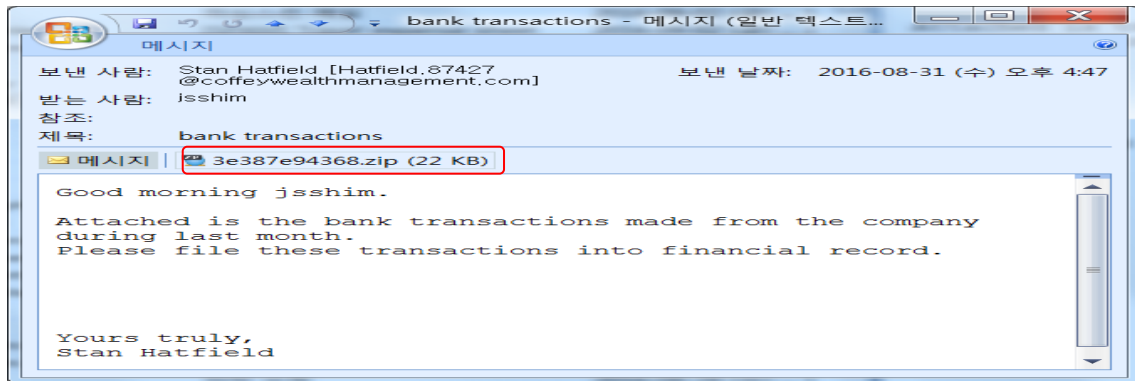 bank transactions - 메시지 (일반 텍스트...
메시지
보낸 사람: Stan Hatfield [Hatfield.87427
@coffeywealthmanagement.com]
보낸 날짜: 2016-08-31 (수) 오후 4:47
받는 사람: jsshim
참조:
제목: bank transactions
메시지 3e387e94368.zip (22 KB)
Good morning jsshim.
Attached is the bank transactions made from the company
during last month.
Please file these transactions into financial record.
Yours truly,
Stan Hatfield